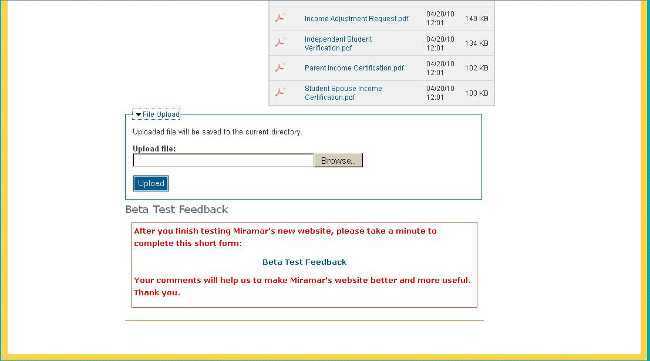 Income Adjustment Request.pdf 04/20/10 12:01 149 KB
Independent Student Verification.pdf 04/20/10 12:01 134 KB
Parent Income Certification.pdf 04/20/10 12:01 102 KB
Student Spouse Income Certification.pdf 04/20/10 12:01 103 KB
File Upload
Uploaded file will be saved to the current directory.
Upload file:
Browse...
Upload
Beta Test Feedback
After you finish testing Miramar's new website, please take a minute to
complete this short form:
Beta Test Feedback
Your comments will help us to make Miramar's website better and more useful.
Thank you.